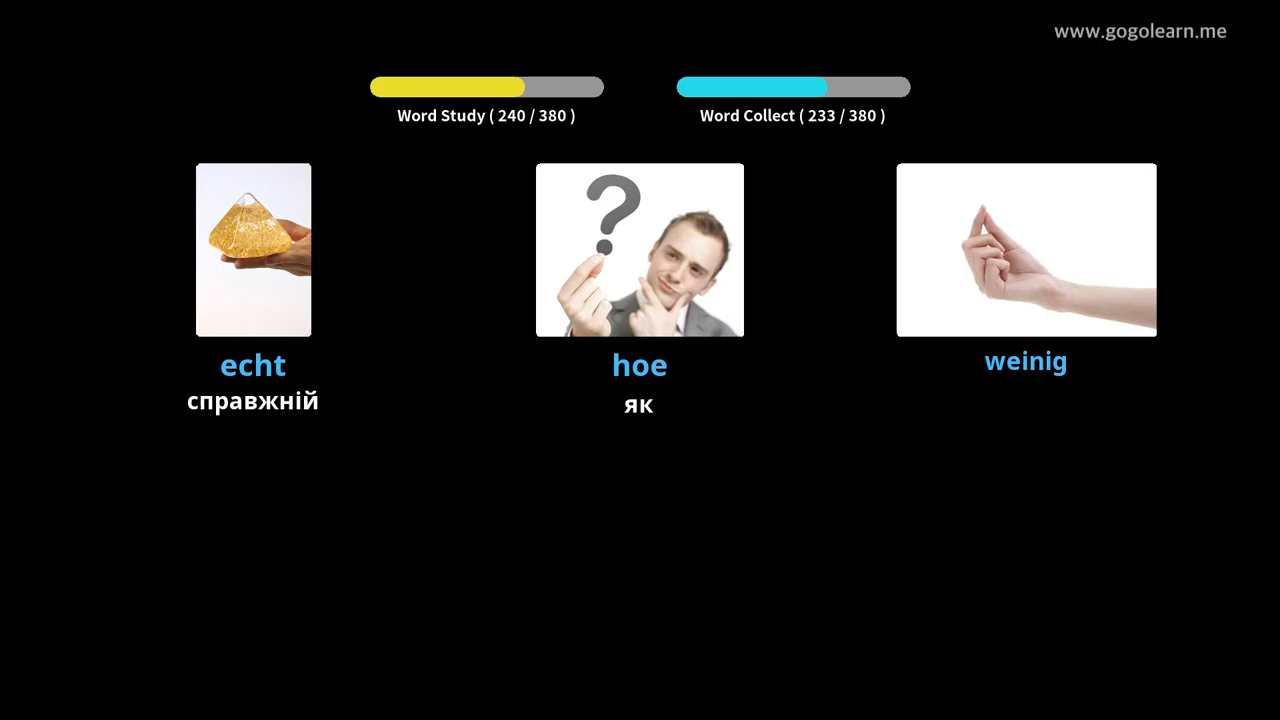 www.gogolearn.me
Word Study ( 240 / 380 )
Word Collect ( 233 / 380 )
echt
справжній
hoe
як
weinig